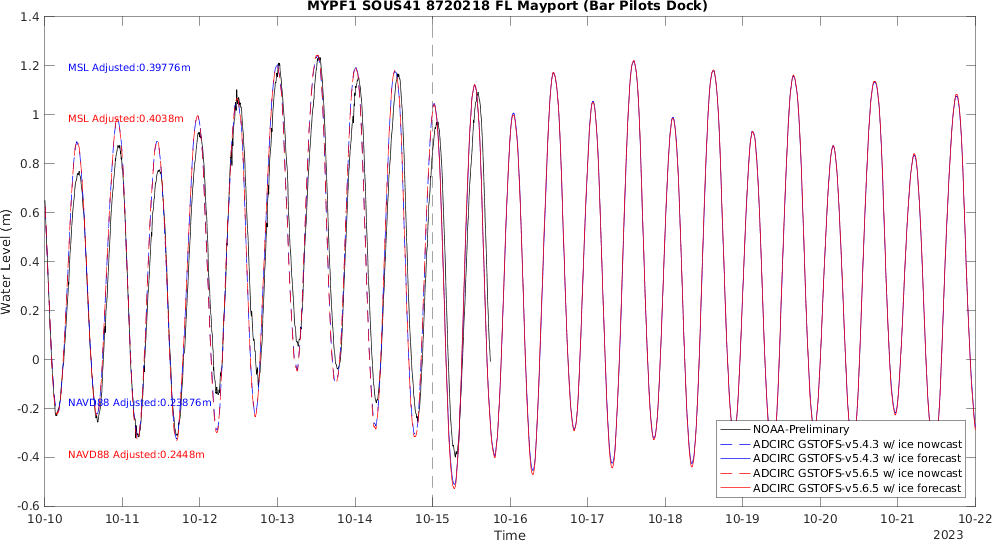 MYPF1 SOUS41 8720218 FL Mayport (Bar Pilots Dock)
1.4
1.2
1
0.8
0.6
0.4
0.2
0
-0.2
-0.4
-0.6
Water Level (m)
MSL Adjusted:0.39776m
MSL Adjusted:0.4038m
NAVD88 Adjusted:0.23876m
NAVD88 Adjusted:0.2448m
NOAA-Preliminary
ADCIRC GSTOFS-v5.4.3 w/ ice nowcast
ADCIRC GSTOFS-v5.4.3 w/ ice forecast
ADCIRC GSTOFS-v5.6.5 w/ ice nowcast
ADCIRC GSTOFS-v5.6.5 w/ ice forecast
10-10 10-11 10-12 10-13 10-14 10-15 10-16 10-17 10-18 10-19 10-20 10-21 10-22
Time
2023